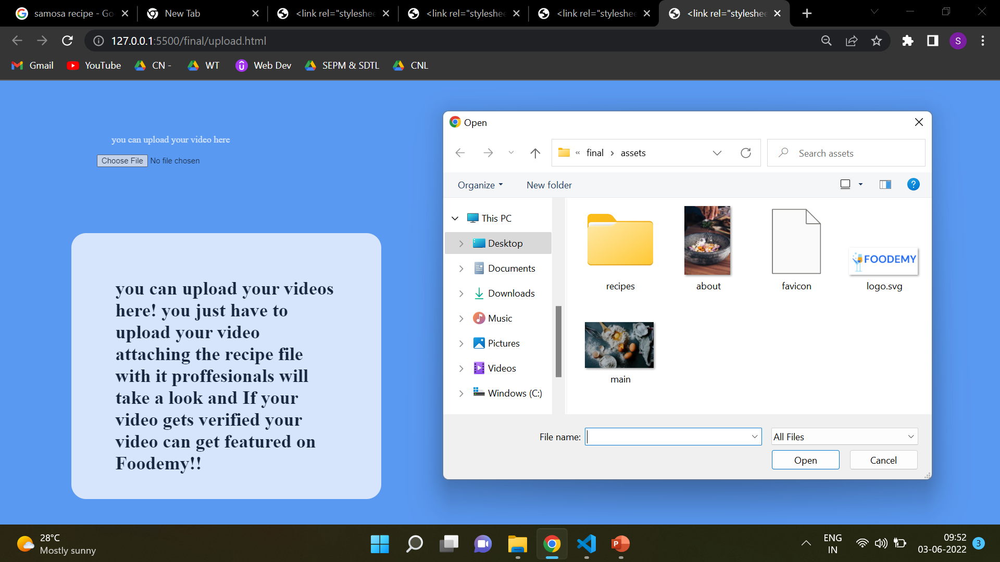 samosa recipe - Go
New Tab
<link rel="styleshee
<link rel="styleshee
<link rel="styleshee
<link rel="styleshee
127.0.0.1:5500/final/upload.html
S
Gmail
YouTube
CN -
WT
Web Dev
SEPM & SDTL
CNL
you can upload your video here
Choose File No file chosen
you can upload your videos
here! you just have to
upload your video
attaching the recipe file
with it proffesionals will
take a look and If your
video gets verified your
video can get featured on
Foodemy!!
Open
« final > assets
Search assets
Organize
New folder
?
This PC
Desktop
Documents
Downloads
Music
Pictures
Videos
Windows (C:)
recipes
about
favicon
FOODEMY
logo.svg
main
File name:
All Files
Open
Cancel
28°C
Mostly sunny
P
ENG
IN
09:52
03-06-2022
3